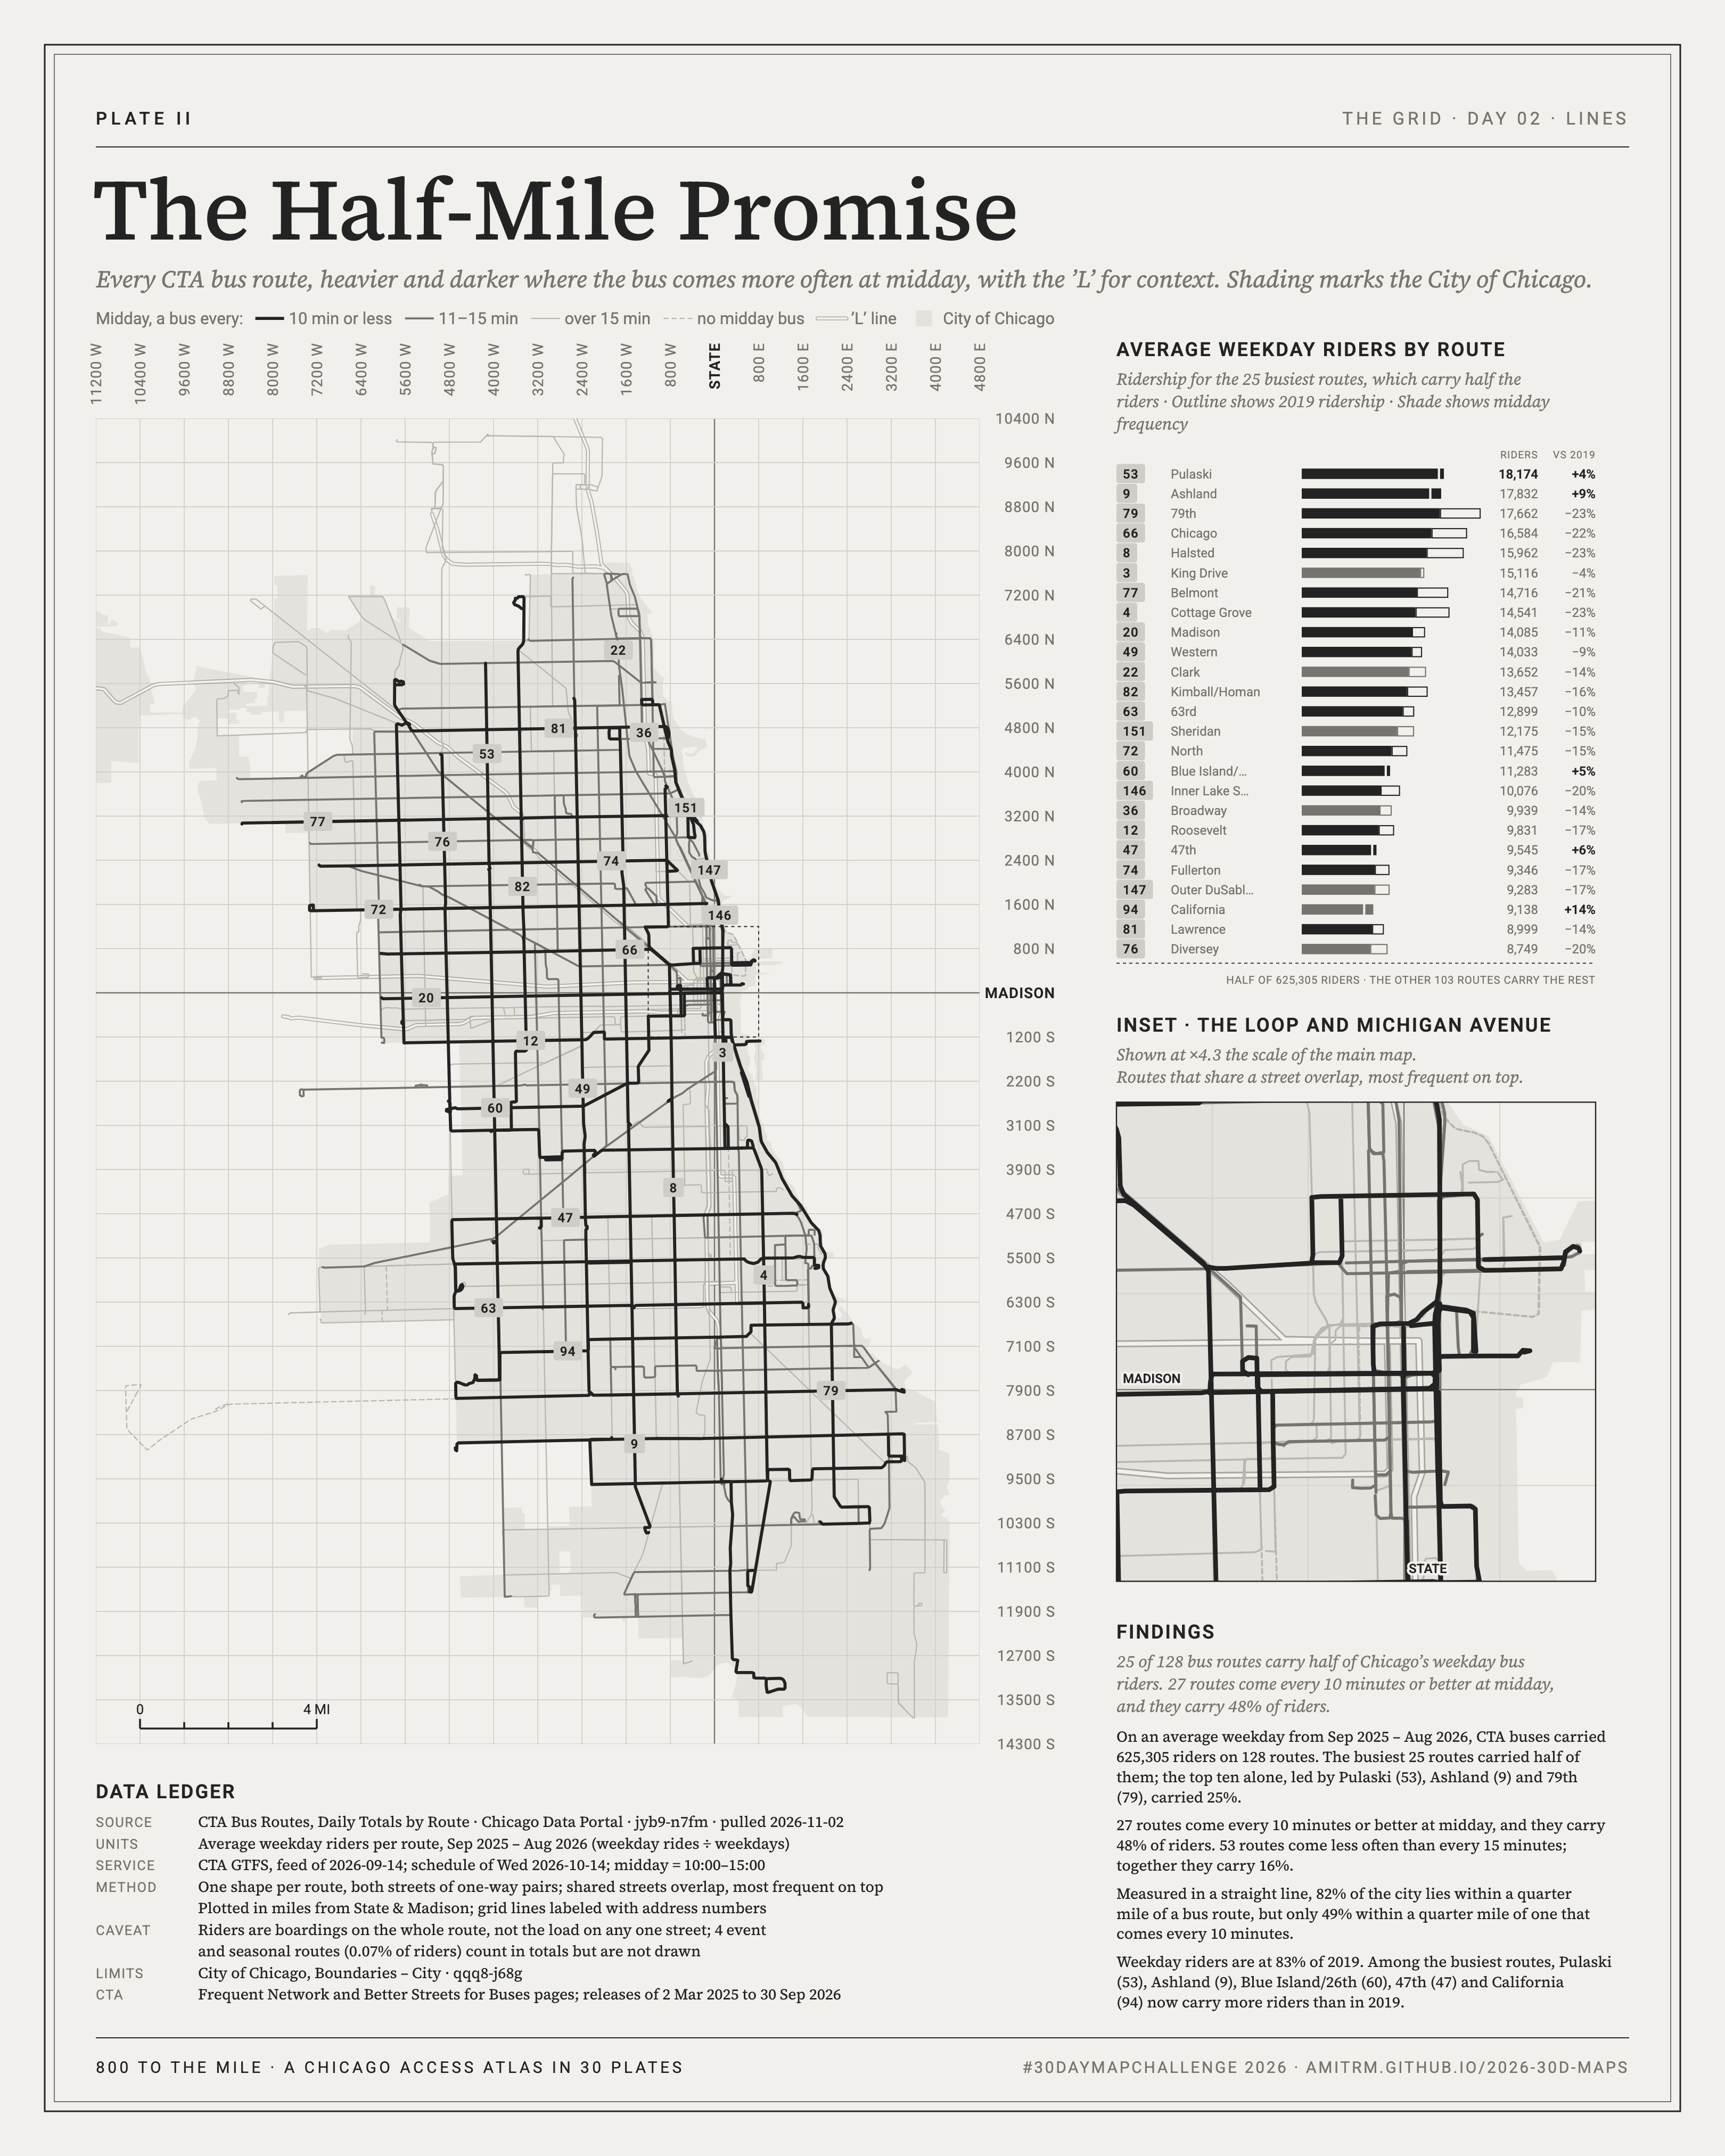 PLATE II
THE GRID · DAY 02 · LINES
The Half-Mile Promise
Every CTA bus route, heavier and darker where the bus comes more often at midday, with the ’L’ for context. Shading marks the City of Chicago.
Midday, a bus every: 10 min or less 11–15 min over 15 min no midday bus ’L’ line City of Chicago
11200 W
10400 W
9600 W
8800 W
8000 W
7200 W
6400 W
5600 W
4800 W
4000 W
3200 W
2400 W
1600 W
800 W
STATE
800 E
1600 E
2400 E
3200 E
4000 E
4800 E
10400 N
9600 N
8800 N
8000 N
7200 N
6400 N
5600 N
4800 N
4000 N
3200 N
2400 N
1600 N
800 N
MADISON
1200 S
2200 S
3100 S
3900 S
4700 S
5500 S
6300 S
7100 S
7900 S
8700 S
9500 S
10300 S
11100 S
11900 S
12700 S
13500 S
14300 S
22
81
36
53
151
77
76
74
147
82
72
146
66
20
12
3
49
60
8
47
4
63
94
79
9
0 4 MI
AVERAGE WEEKDAY RIDERS BY ROUTE
Ridership for the 25 busiest routes, which carry half the
riders · Outline shows 2019 ridership · Shade shows midday
frequency
RIDERS VS 2019
53 Pulaski 18,174 +4%
9 Ashland 17,832 +9%
79 79th 17,662 −23%
66 Chicago 16,584 −22%
8 Halsted 15,962 −23%
3 King Drive 15,116 −4%
77 Belmont 14,716 −21%
4 Cottage Grove 14,541 −23%
20 Madison 14,085 −11%
49 Western 14,033 −9%
22 Clark 13,652 −14%
82 Kimball/Homan 13,457 −16%
63 63rd 12,899 −10%
151 Sheridan 12,175 −15%
72 North 11,475 −15%
60 Blue Island/... 11,283 +5%
146 Inner Lake S... 10,076 −20%
36 Broadway 9,939 −14%
12 Roosevelt 9,831 −17%
47 47th 9,545 +6%
74 Fullerton 9,346 −17%
147 Outer DuSabl... 9,283 −17%
94 California 9,138 +14%
81 Lawrence 8,999 −14%
76 Diversey 8,749 −20%
HALF OF 625,305 RIDERS · THE OTHER 103 ROUTES CARRY THE REST
INSET · THE LOOP AND MICHIGAN AVENUE
Shown at ×4.3 the scale of the main map.
Routes that share a street overlap, most frequent on top.
MADISON
STATE
FINDINGS
25 of 128 bus routes carry half of Chicago’s weekday bus
riders. 27 routes come every 10 minutes or better at midday,
and they carry 48% of riders.
On an average weekday from Sep 2025 – Aug 2026, CTA buses carried
625,305 riders on 128 routes. The busiest 25 routes carried half of
them; the top ten alone, led by Pulaski (53), Ashland (9) and 79th
(79), carried 25%.
27 routes come every 10 minutes or better at midday, and they carry
48% of riders. 53 routes come less often than every 15 minutes;
together they carry 16%.
Measured in a straight line, 82% of the city lies within a quarter
mile of a bus route, but only 49% within a quarter mile of one that
comes every 10 minutes.
Weekday riders are at 83% of 2019. Among the busiest routes, Pulaski
(53), Ashland (9), Blue Island/26th (60), 47th (47) and California
(94) now carry more riders than in 2019.
DATA LEDGER
SOURCE CTA Bus Routes, Daily Totals by Route · Chicago Data Portal · jyb9-n7fm · pulled 2026-11-02
UNITS Average weekday riders per route, Sep 2025 – Aug 2026 (weekday rides ÷ weekdays)
SERVICE CTA GTFS, feed of 2026-09-14; schedule of Wed 2026-10-14; midday = 10:00–15:00
METHOD One shape per route, both streets of one-way pairs; shared streets overlap, most frequent on top
Plotted in miles from State & Madison; grid lines labeled with address numbers
CAVEAT Riders are boardings on the whole route, not the load on any one street; 4 event
and seasonal routes (0.07% of riders) count in totals but are not drawn
LIMITS City of Chicago, Boundaries – City · qqq8-j68g
CTA Frequent Network and Better Streets for Buses pages; releases of 2 Mar 2025 to 30 Sep 2026
800 TO THE MILE · A CHICAGO ACCESS ATLAS IN 30 PLATES
#30DAYMAPCHALLENGE 2026 · AMITRM.GITHUB.IO/2026-30D-MAPS